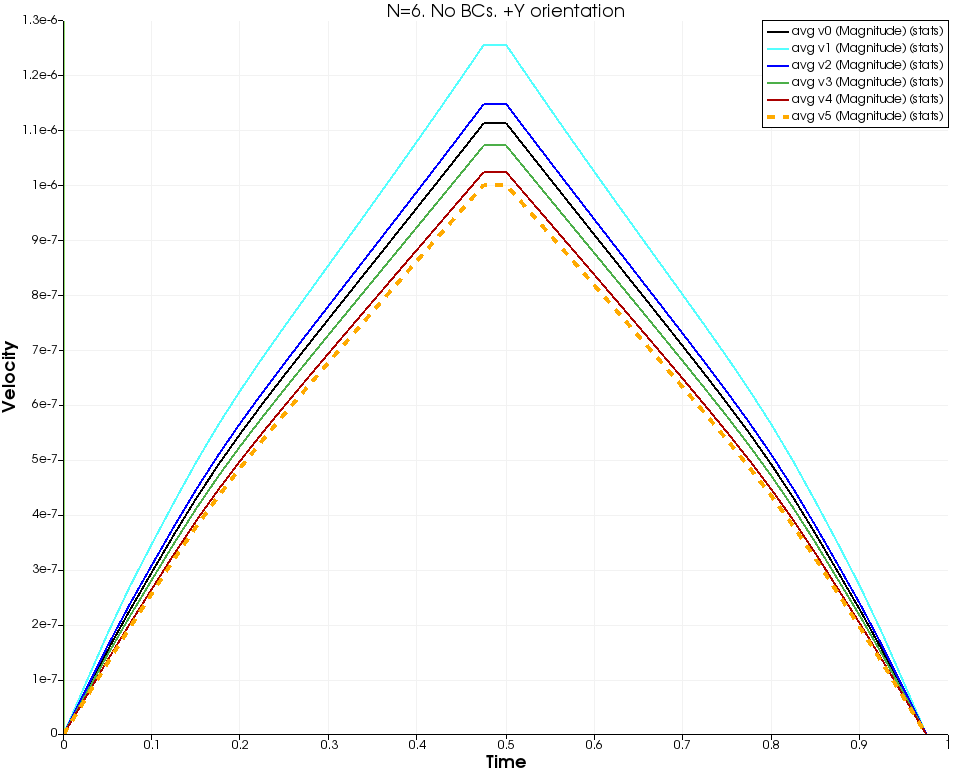 N=6. No BCs. +Y orientation
1.3e-6
1.2e-6
1.1e-6
1e-6
9e-7
8e-7
7e-7
6e-7
5e-7
4e-7
3e-7
2e-7
1e-7
0
Velocity
avg v0 (Magnitude) (stats)
avg v1 (Magnitude) (stats)
avg v2 (Magnitude) (stats)
avg v3 (Magnitude) (stats)
avg v4 (Magnitude) (stats)
avg v5 (Magnitude) (stats)
0 0.1 0.2 0.3 0.4 0.5 0.6 0.7 0.8 0.9 1
Time